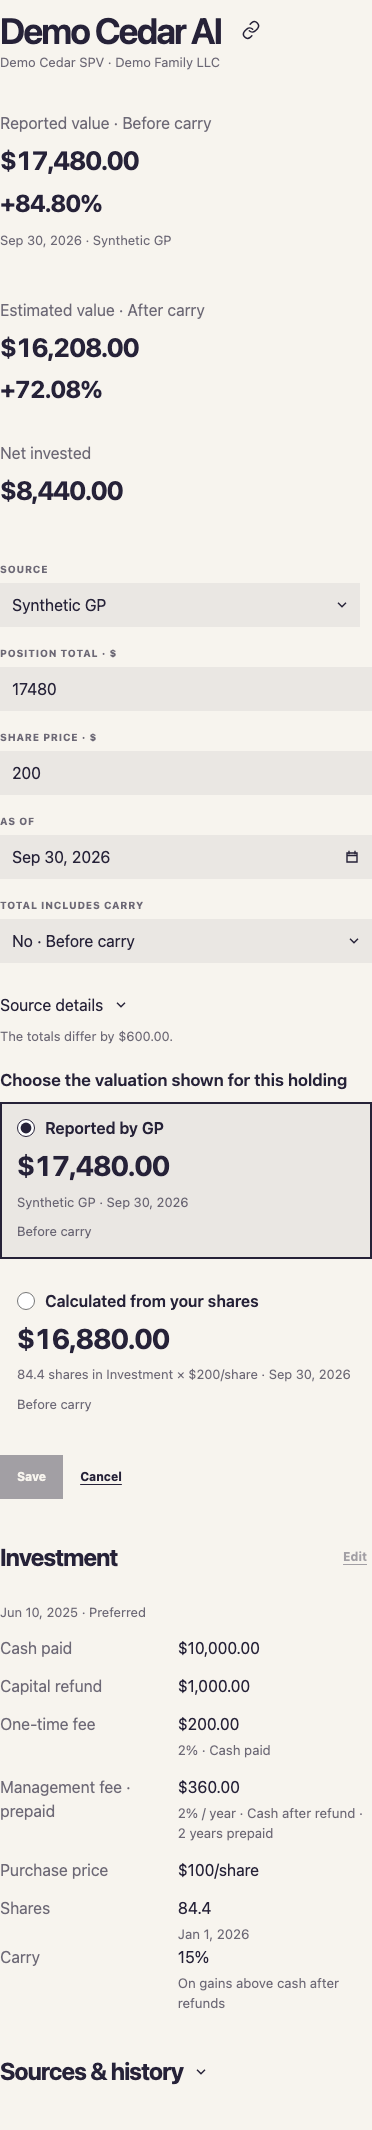 Demo Cedar AI
Demo Cedar SPV · Demo Family LLC
Reported value · Before carry
$17,480.00
+84.80%
Sep 30, 2026 · Synthetic GP
Estimated value · After carry
$16,208.00
+72.08%
Net invested
$8,440.00
SOURCE
Synthetic GP
POSITION TOTAL · $
17480
SHARE PRICE · $
200
AS OF
Sep 30, 2026
TOTAL INCLUDES CARRY
No · Before carry
Source details
The totals differ by $600.00.
Choose the valuation shown for this holding
Reported by GP
$17,480.00
Synthetic GP · Sep 30, 2026
Before carry
Calculated from your shares
$16,880.00
84.4 shares in Investment × $200/share · Sep 30, 2026
Before carry
Save Cancel
Investment Edit
Jun 10, 2025 · Preferred
Cash paid $10,000.00
Capital refund $1,000.00
One-time fee $200.00
2% · Cash paid
Management fee · $360.00
prepaid 2% / year · Cash after refund ·
2 years prepaid
Purchase price $100/share
Shares 84.4
Jan 1, 2026
Carry 15%
On gains above cash after
refunds
Sources & history